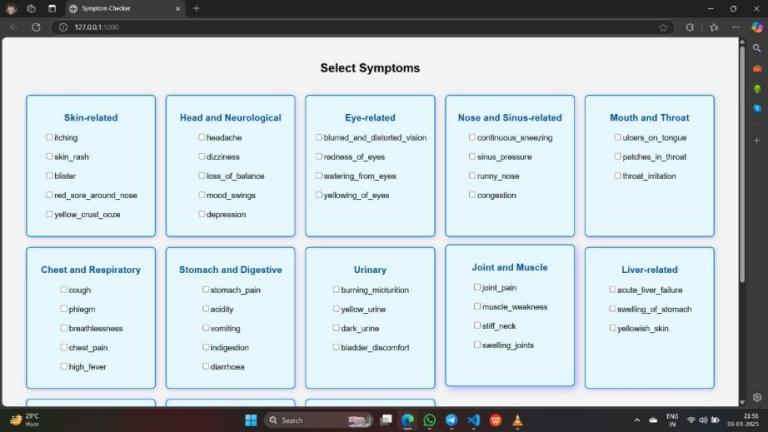 Symptom Checker
127.0.0.1:5000
Select Symptoms
Skin-related
itching
skin_rash
blister
red_sore_around_nose
yellow_crust_ooze
Head and Neurological
headache
dizziness
loss_of_balance
mood_swings
depression
Eye-related
blurred_and_distorted_vision
redness_of_eyes
watering_from_eyes
yellowing_of_eyes
Nose and Sinus-related
continuous_sneezing
sinus_pressure
runny_nose
congestion
Mouth and Throat
ulcers_on_tongue
patches_in_throat
throat_irritation
Chest and Respiratory
cough
phlegm
breathlessness
chest_pain
high_fever
Stomach and Digestive
stomach_pain
acidity
vomiting
indigestion
diarrhoea
Urinary
burning_micturition
yellow_urine
dark_urine
bladder_discomfort
Joint and Muscle
joint_pain
muscle_weakness
stiff_neck
swelling_joints
Liver-related
acute_liver_failure
swelling_of_stomach
yellowish_skin
29°C
Haze
Search
ENG
IN
21:56
03-03-2025